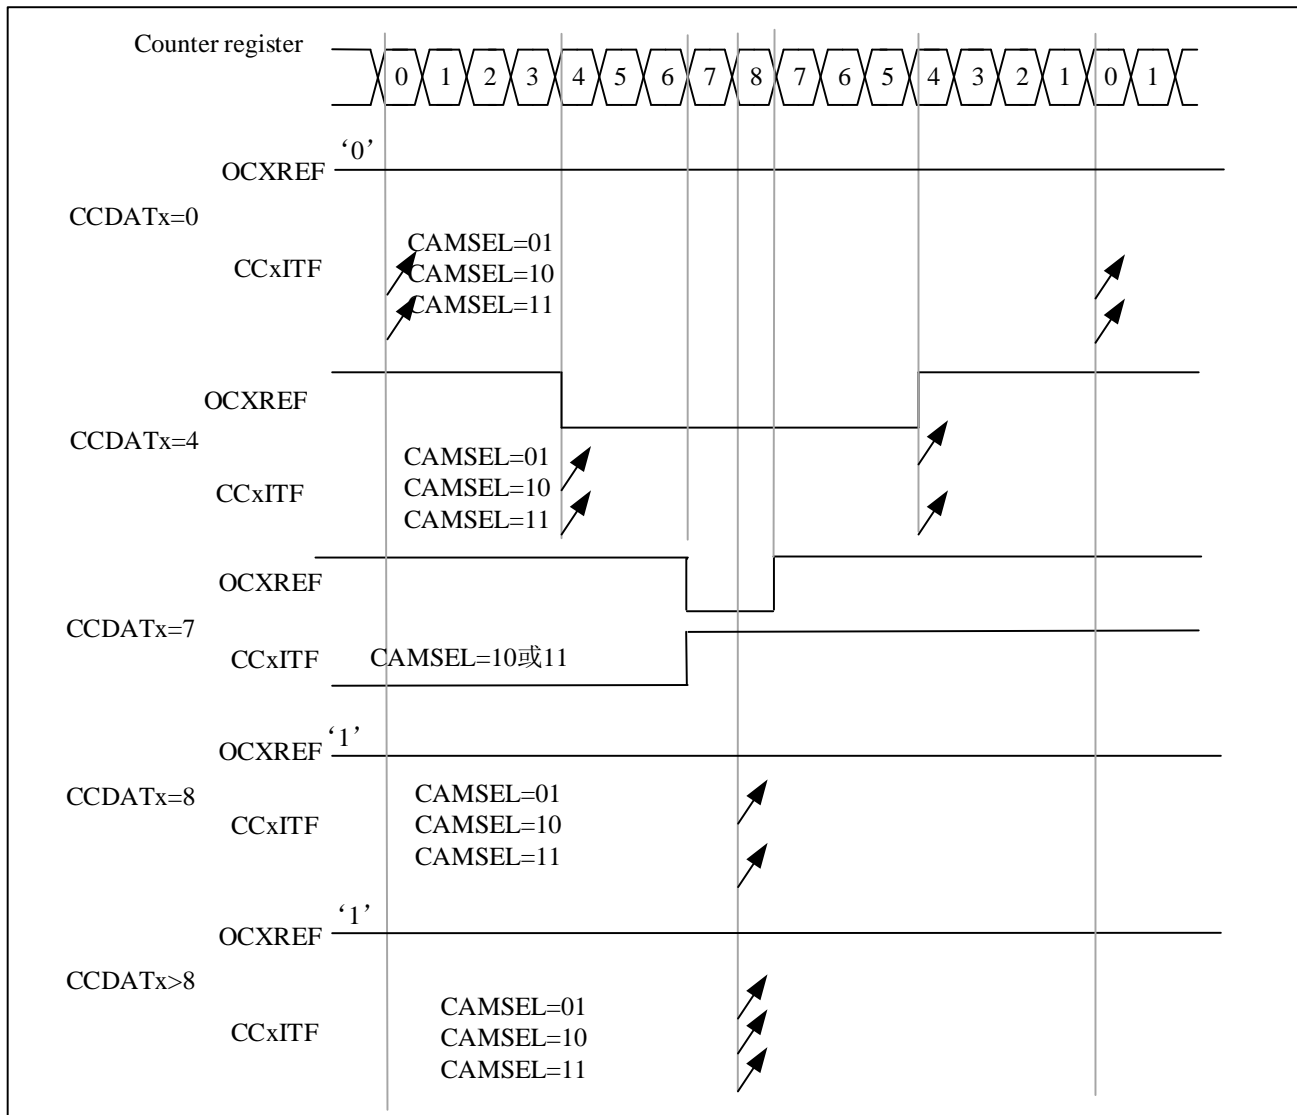 Counter register
0 1 2 3 4 5 6 7 8 7 6 5 4 3 2 1 0 1
‘0’
OCXREF
CCDATx=0
CAMSEL=01
CCxITF
CAMSEL=10
CAMSEL=11
OCXREF
CCDATx=4
CAMSEL=01
CAMSEL=10
CCxITF
CAMSEL=11
OCXREF
CCDATx=7
CCxITF
CAMSEL=10或11
‘1’
OCXREF
CCDATx=8
CAMSEL=01
CCxITF
CAMSEL=10
CAMSEL=11
‘1’
OCXREF
CCDATx>8
CAMSEL=01
CCxITF
CAMSEL=10
CAMSEL=11